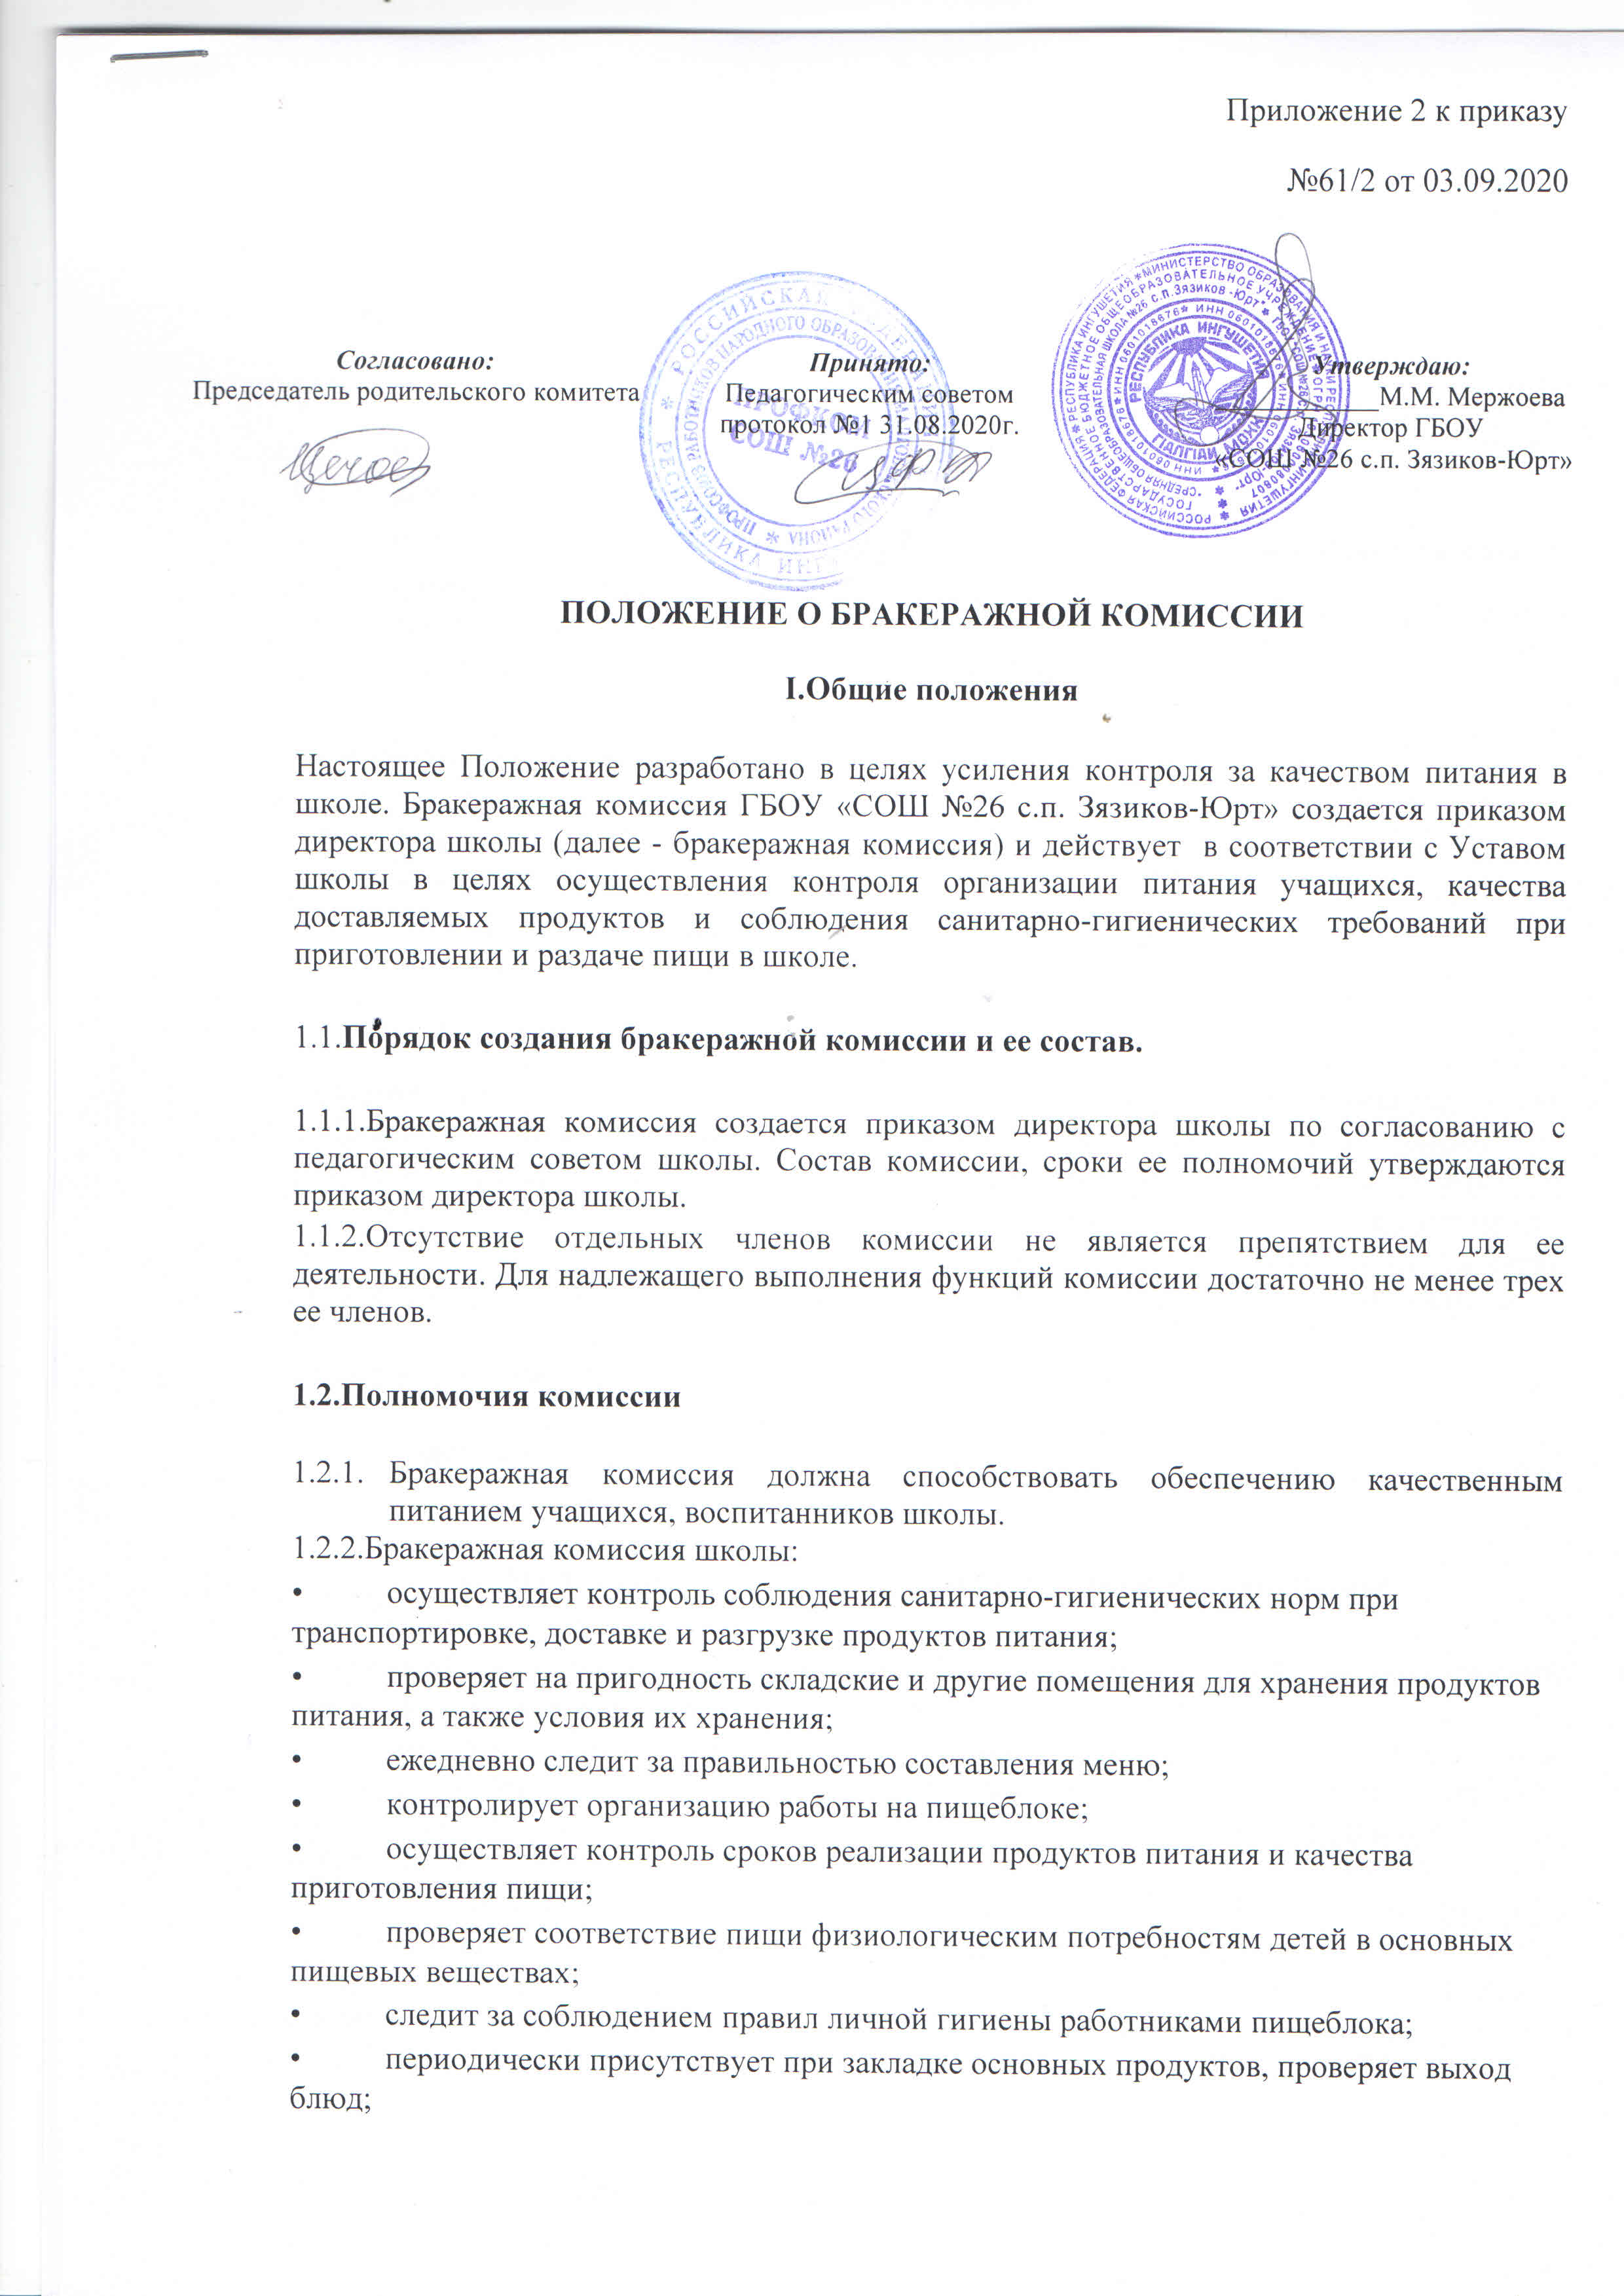 Приложение 2 к приказу
№61/2 от 03.09.2020
Согласовано:
Председатель родительского комитета
Принято:
Педагогическим советом
протокол №1 31.08.2020г.
Утверждаю:
М.М. Мержоева
Директор ГБОУ
«СОШ №26 с.п. Зязиков-Юрт»
РОССИЙСКАЯ ФЕДЕРАЦИЯ
ПРОФКОМ
СОШ №26
РЕСПУБЛИКА ИНГУШЕТИЯ
ГIАЛГIАЙ МОХК
ИНН 0601018676
ПОЛОЖЕНИЕ О БРАКЕРАЖНОЙ КОМИССИИ
I.Общие положения
Настоящее Положение разработано в целях усиления контроля за качеством питания в
школе. Бракеражная комиссия ГБОУ «СОШ №26 с.п. Зязиков-Юрт» создается приказом
директора школы (далее - бракеражная комиссия) и действует в соответствии с Уставом
школы в целях осуществления контроля организации питания учащихся, качества
доставляемых продуктов и соблюдения санитарно-гигиенических требований при
приготовлении и раздаче пищи в школе.
1.1.Порядок создания бракеражной комиссии и ее состав.
1.1.1.Бракеражная комиссия создается приказом директора школы по согласованию с
педагогическим советом школы. Состав комиссии, сроки ее полномочий утверждаются
приказом директора школы.
1.1.2.Отсутствие отдельных членов комиссии не является препятствием для ее
деятельности. Для надлежащего выполнения функций комиссии достаточно не менее трех
ее членов.
1.2.Полномочия комиссии
1.2.1. Бракеражная комиссия должна способствовать обеспечению качественным
питанием учащихся, воспитанников школы.
1.2.2.Бракеражная комиссия школы:
• осуществляет контроль соблюдения санитарно-гигиенических норм при
транспортировке, доставке и разгрузке продуктов питания;
• проверяет на пригодность складские и другие помещения для хранения продуктов
питания, а также условия их хранения;
• ежедневно следит за правильностью составления меню;
• контролирует организацию работы на пищеблоке;
• осуществляет контроль сроков реализации продуктов питания и качества
приготовления пищи;
• проверяет соответствие пищи физиологическим потребностям детей в основных
пищевых веществах;
• следит за соблюдением правил личной гигиены работниками пищеблока;
• периодически присутствует при закладке основных продуктов, проверяет выход
блюд;